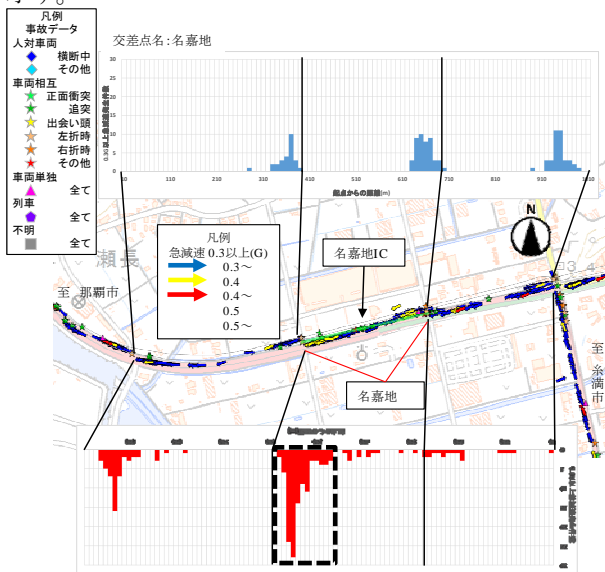 凡例
事故データ
人対車両
横断中
その他
車両相互
正面衝突
追突
出会い頭
左折時
右折時
その他
車両単独
全て
列車
全て
不明
全て
交差点名:名嘉地
30
25
20
15
10
5
0
10
110
210
310
410
510
610
710
810
910
1010
起点からの距離(m)
凡例
急減速 0.3以上(G)
0.3～
0.4
0.4～
0.5
0.5～
名嘉地IC
N
瀬長
至 那覇市
名嘉地
至 糸満市